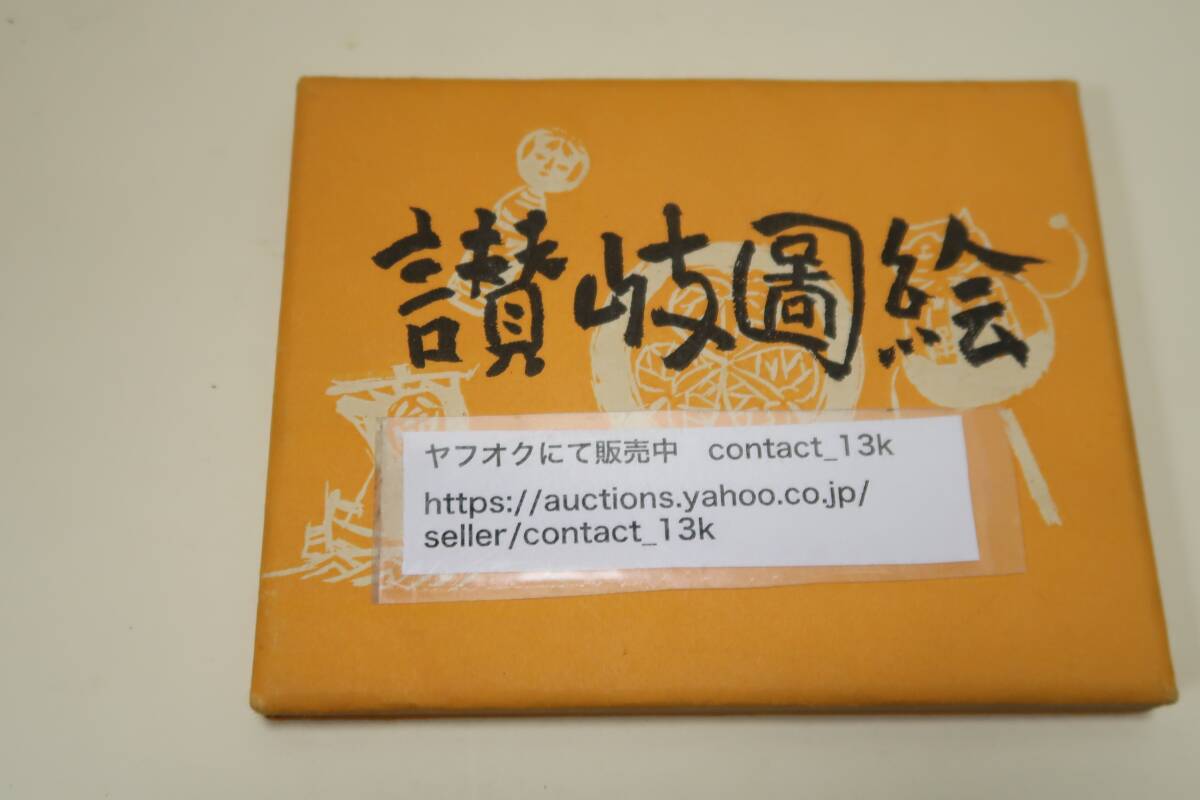 讃岐圖絵
ヤフオクにて販売中 contact_13k
https://auctions.yahoo.co.jp/
seller/contact_13k